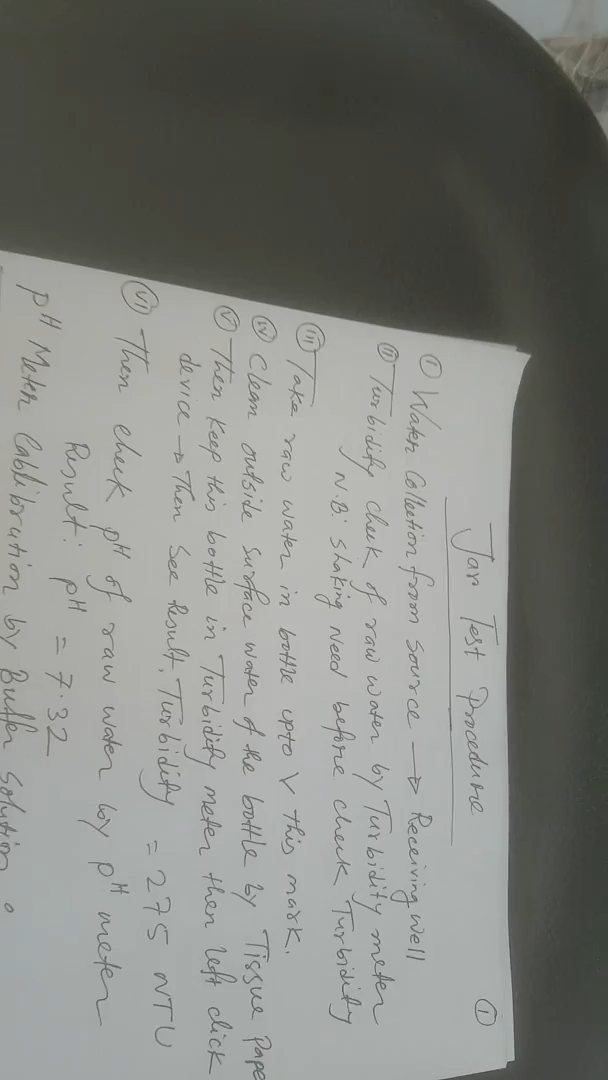 ①
Jar Test Procedure
ⓘ Water Collection from source → Receiving well
ⓘⓘ Turbidity check of raw water by Turbidity meter
N.B: shaking need before check Turbidity
ⓘⓘⓘ Take raw water in bottle upto V this mark.
ⓘⓥ Clean outside surface water of the bottle by Tissue Pape
ⓥ Then keep this bottle in Turbidity meter then left click
device → Then see Result, Turbidity = 275 NTU
ⓥⓘ Then check pH of raw water by pH meter
Result: pH = 7.32
pH Meter Cablibration by Buffer Solution: